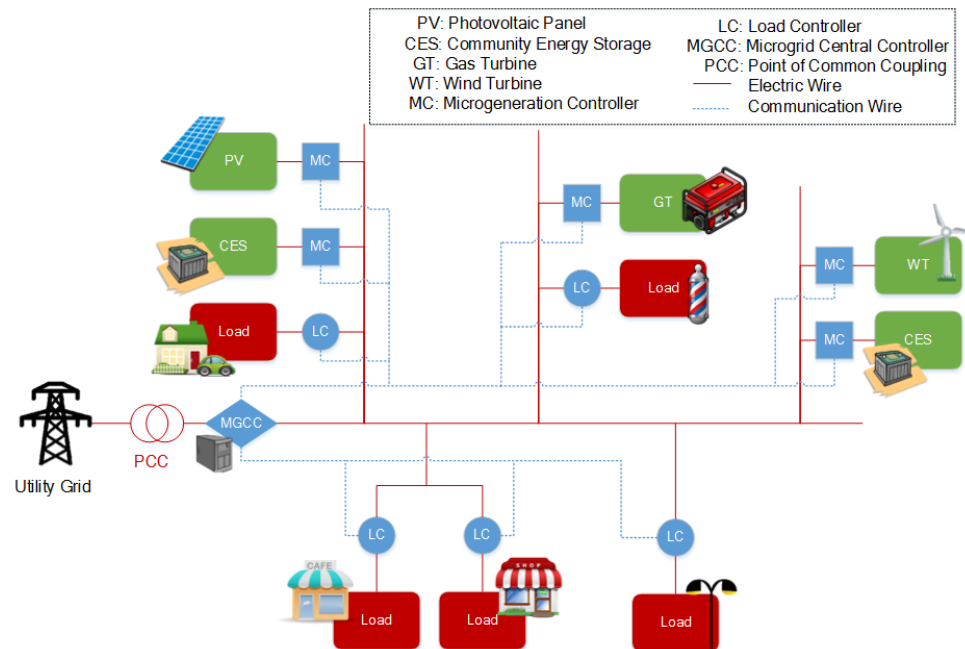 PV: Photovoltaic Panel
CES: Community Energy Storage
GT: Gas Turbine
WT: Wind Turbine
MC: Microgeneration Controller
LC: Load Controller
MGCC: Microgrid Central Controller
PCC: Point of Common Coupling
Electric Wire
Communication Wire
PV
MC
CES
MC
Load
LC
MC
GT
LC
Load
MC
WT
MC
CES
MGCC
PCC
Utility Grid
LC
LC
LC
CAFE
Load
SHOP
Load
Load